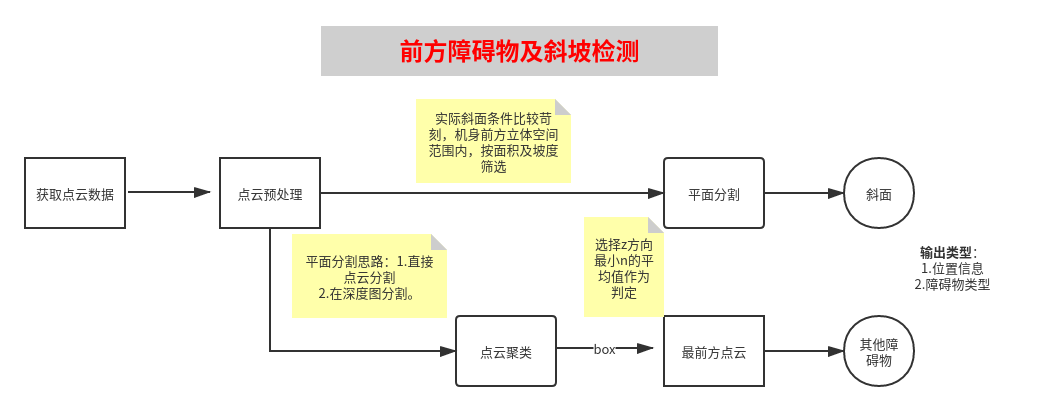 前方障碍物及斜坡检测
实际斜面条件比较苛
刻，机身前方立体空间
范围内，按面积及坡度
筛选
获取点云数据
点云预处理
平面分割
斜面
平面分割思路：1.直接
点云分割
2.在深度图分割。
选择z方向
最小n的平
均值作为
判定
输出类型：
1.位置信息
2.障碍物类型
点云聚类
box
最前方点云
其他障
碍物